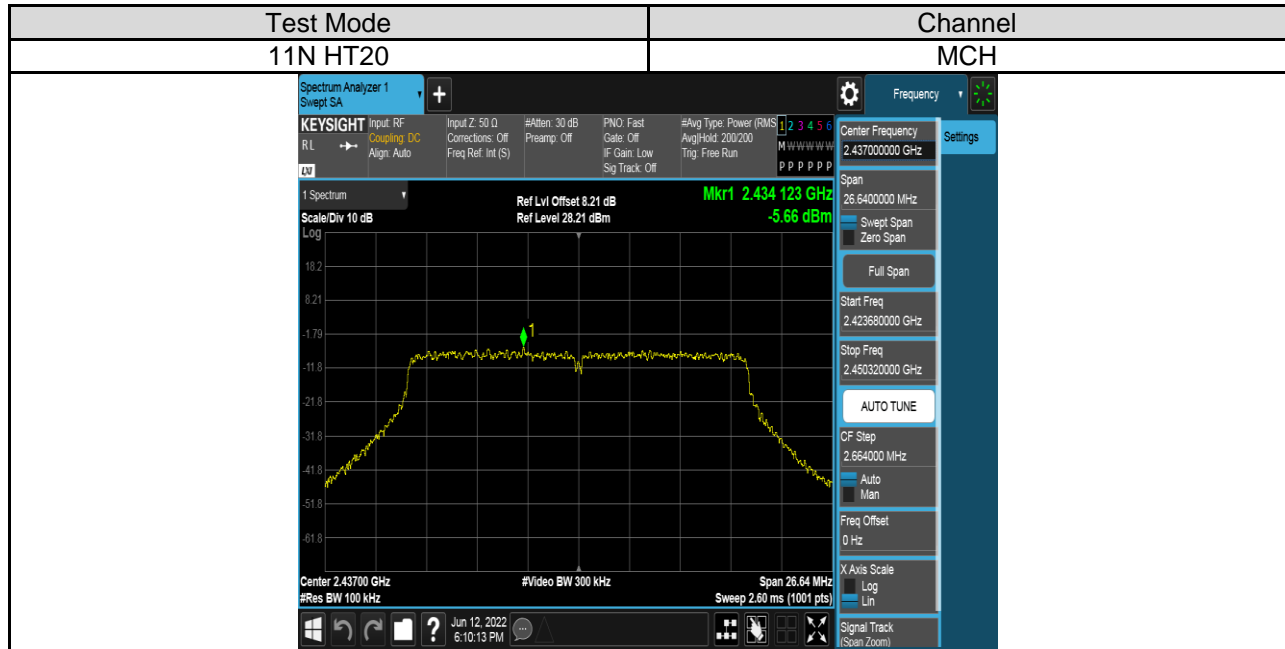 Test Mode Channel
11N HT20 MCH
Spectrum Analyzer 1
Swept SA
+
Frequency
KEYSIGHT
RL
LXI
Input: RF
Coupling: DC
Align: Auto
Input Z: 50 Ω
Corrections: Off
Freq Ref: Int (S)
#Atten: 30 dB
Preamp: Off
PNO: Fast
Gate: Off
IF Gain: Low
Sig Track: Off
#Avg Type: Power (RMS
Avg|Hold: 200/200
Trig: Free Run
1 2 3 4 5 6
M W W W W W
P P P P P P
1 Spectrum
Scale/Div 10 dB
Log
Ref Lvl Offset 8.21 dB
Ref Level 28.21 dBm
Mkr1 2.434 123 GHz
-5.66 dBm
18.2
8.21
-1.79
-11.8
-21.8
-31.8
-41.8
-51.8
-61.8
1
Center 2.43700 GHz
#Res BW 100 kHz
#Video BW 300 kHz
Span 26.64 MHz
Sweep 2.60 ms (1001 pts)
Center Frequency
2.437000000 GHz
Settings
Span
26.6400000 MHz
Swept Span
Zero Span
Full Span
Start Freq
2.423680000 GHz
Stop Freq
2.450320000 GHz
AUTO TUNE
CF Step
2.664000 MHz
Auto
Man
Freq Offset
0 Hz
X Axis Scale
Log
Lin
Signal Track
(Span Zoom)
?
Jun 12, 2022
6:10:13 PM